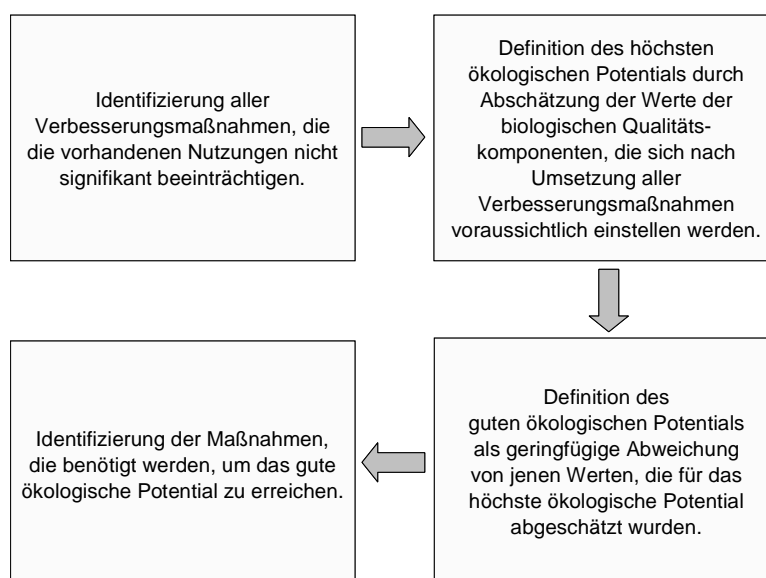 Identifizierung aller
Verbesserungsmaßnahmen, die
die vorhandenen Nutzungen nicht
signifikant beeinträchtigen.
Definition des höchsten
ökologischen Potentials durch
Abschätzung der Werte der
biologischen Qualitäts-
komponenten, die sich nach
Umsetzung aller
Verbesserungsmaßnahmen
voraussichtlich einstellen werden.
Definition des
guten ökologischen Potentials
als geringfügige Abweichung
von jenen Werten, die für das
höchste ökologische Potential
abgeschätzt wurden.
Identifizierung der Maßnahmen,
die benötigt werden, um das gute
ökologische Potential zu erreichen.